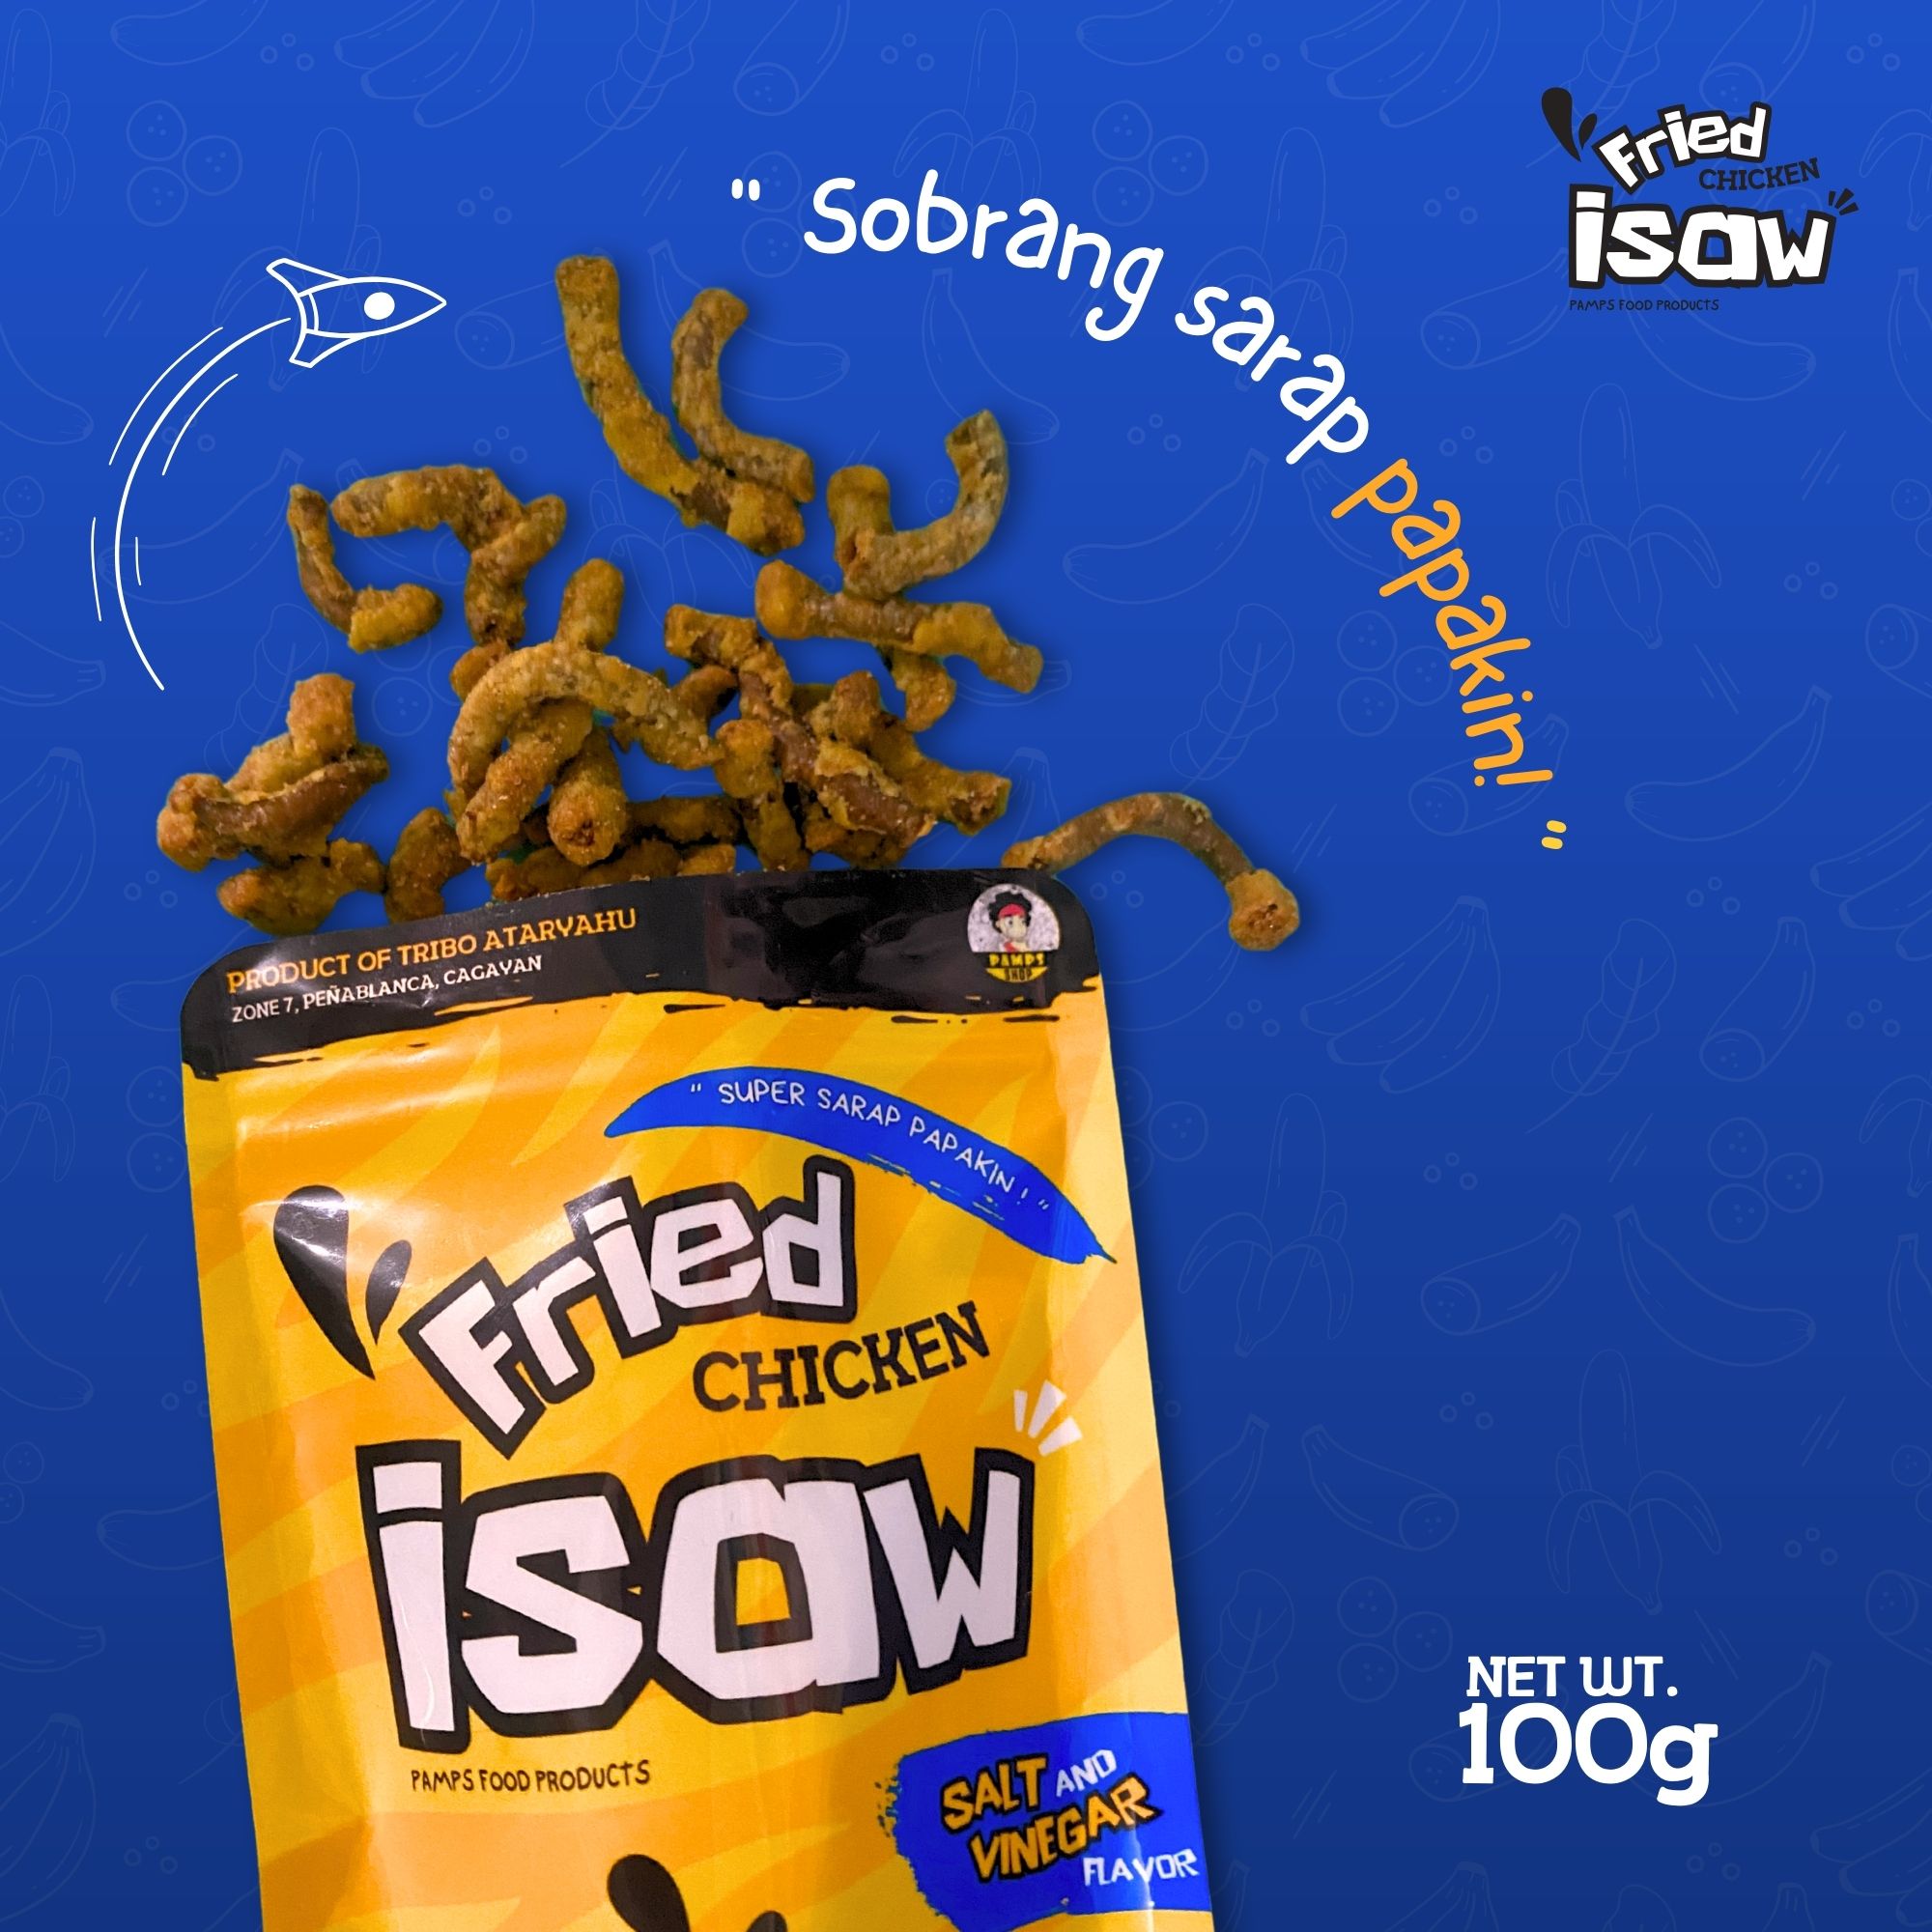 " Sobrang sarap papakin! "
Fried
CHICKEN
isaw
PAMPS FOOD PRODUCTS
PRODUCT OF TRIBO ATARYAHU
ZONE 7, PEÑABLANCA, CAGAYAN
PAMPS
SHOP
" SUPER SARAP PAPAKIN ! "
Fried
CHICKEN
isaw
PAMPS FOOD PRODUCTS
SALT AND
VINEGAR
FLAVOR
NET WT.
100g